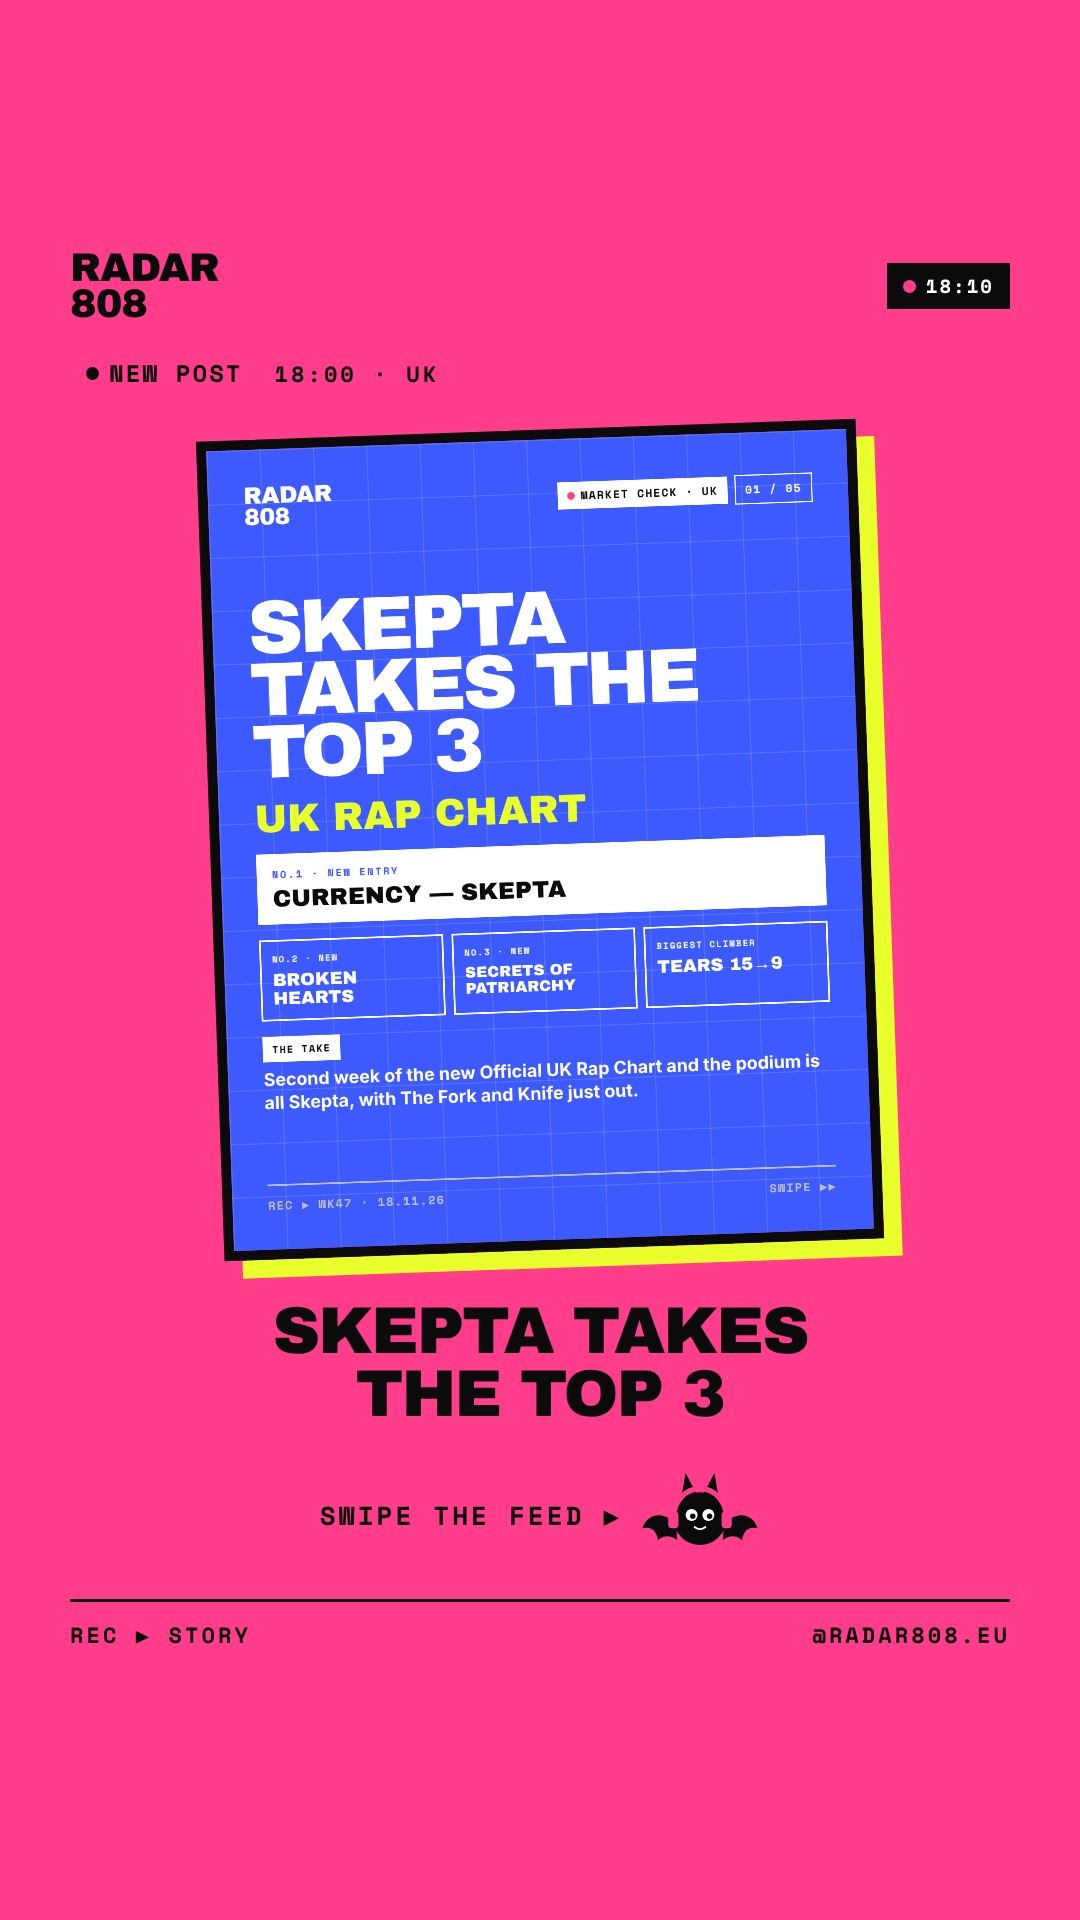 RADAR
808
18:10
NEW POST 18:00 · UK
RADAR
808
MARKET CHECK · UK
01 / 05
SKEPTA
TAKES THE
TOP 3
UK RAP CHART
NO.1 · NEW ENTRY
CURRENCY — SKEPTA
NO.2 · NEW
BROKEN
HEARTS
NO.3 · NEW
SECRETS OF
PATRIARCHY
BIGGEST CLIMBER
TEARS 15→9
THE TAKE
Second week of the new Official UK Rap Chart and the podium is
all Skepta, with The Fork and Knife just out.
REC ▶ WK47 · 18.11.26
SWIPE ▶▶
SKEPTA TAKES
THE TOP 3
SWIPE THE FEED ▶
REC ▶ STORY
@RADAR808.EU